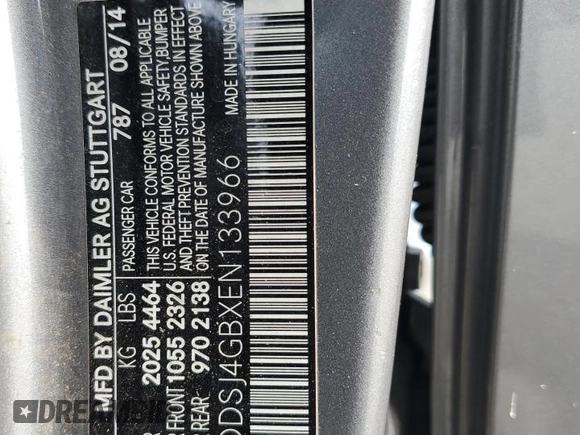 MFD BY DAIMLER AG STUTTGART
KG LBS PASSENGER CAR 787 08/14
2025 4464 THIS VEHICLE CONFORMS TO ALL APPLICABLE
FRONT 1055 2326 U.S. FEDERAL MOTOR VEHICLE SAFETY, BUMPER
REAR 970 2138 AND THEFT PREVENTION STANDARDS IN EFFECT
ON THE DATE OF MANUFACTURE SHOWN ABOVE
MADE IN HUNGARY
DDSJ4GBXEN133966